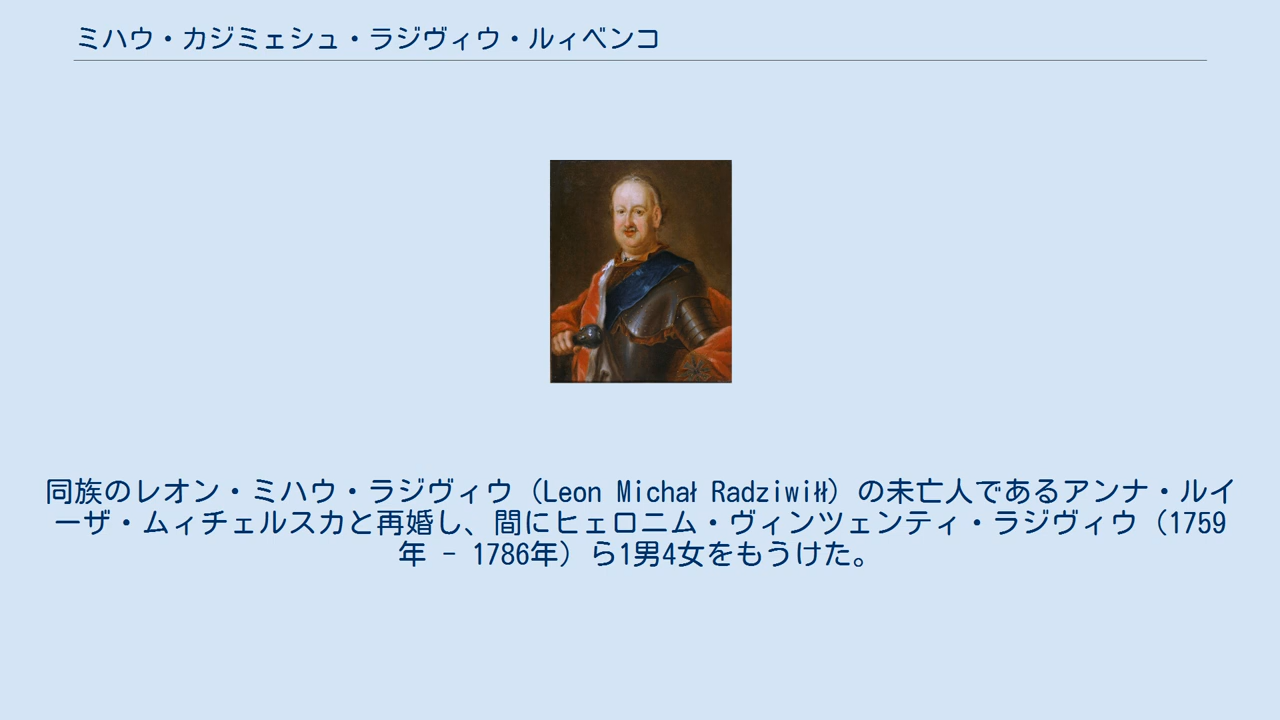 ミハウ・カジミェシュ・ラジヴィウ・ルィベンコ
同族のレオン・ミハウ・ラジヴィウ（Leon Michał Radziwiłł）の未亡人であるアンナ・ルイ
ーザ・ムィチェルスカと再婚し、間にヒェロニム・ヴィンツェンティ・ラジヴィウ（1759
年 - 1786年）ら1男4女をもうけた。